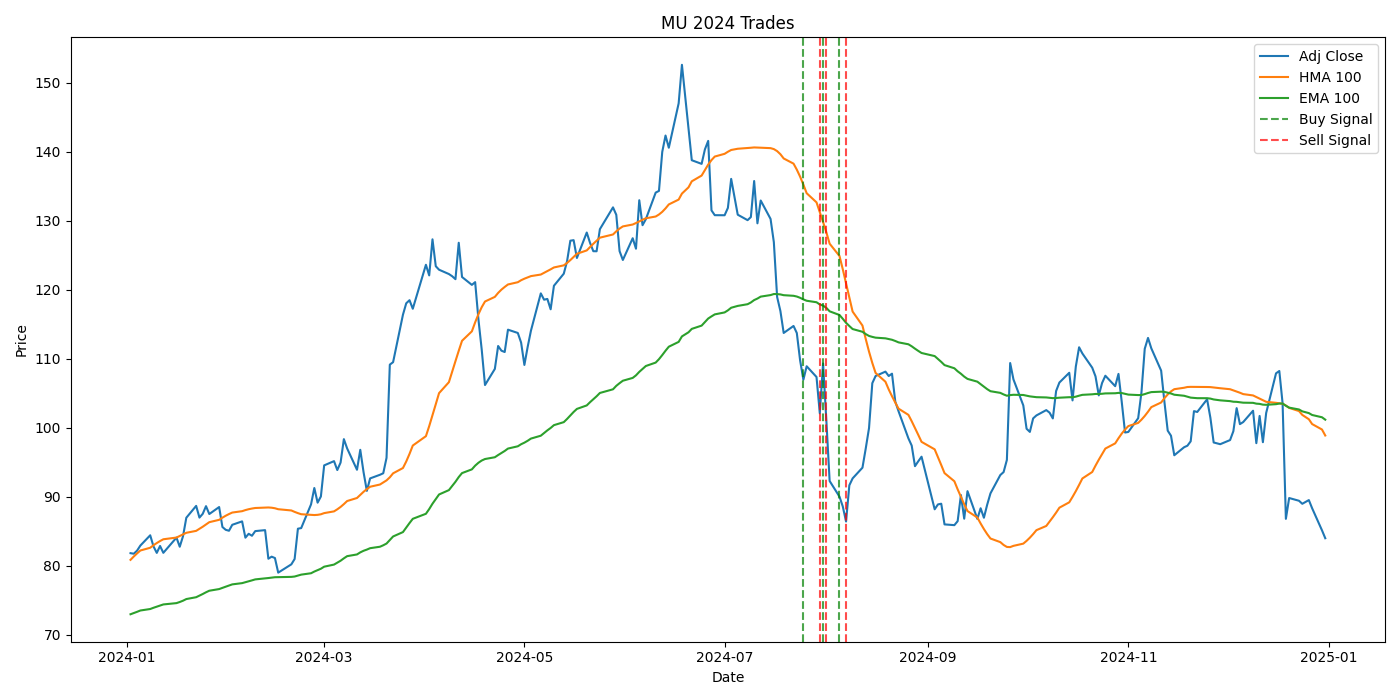 MU 2024 Trades
Price
150
140
130
120
110
100
90
80
70
Adj Close
HMA 100
EMA 100
Buy Signal
Sell Signal
2024-01
2024-03
2024-05
2024-07
2024-09
2024-11
2025-01
Date